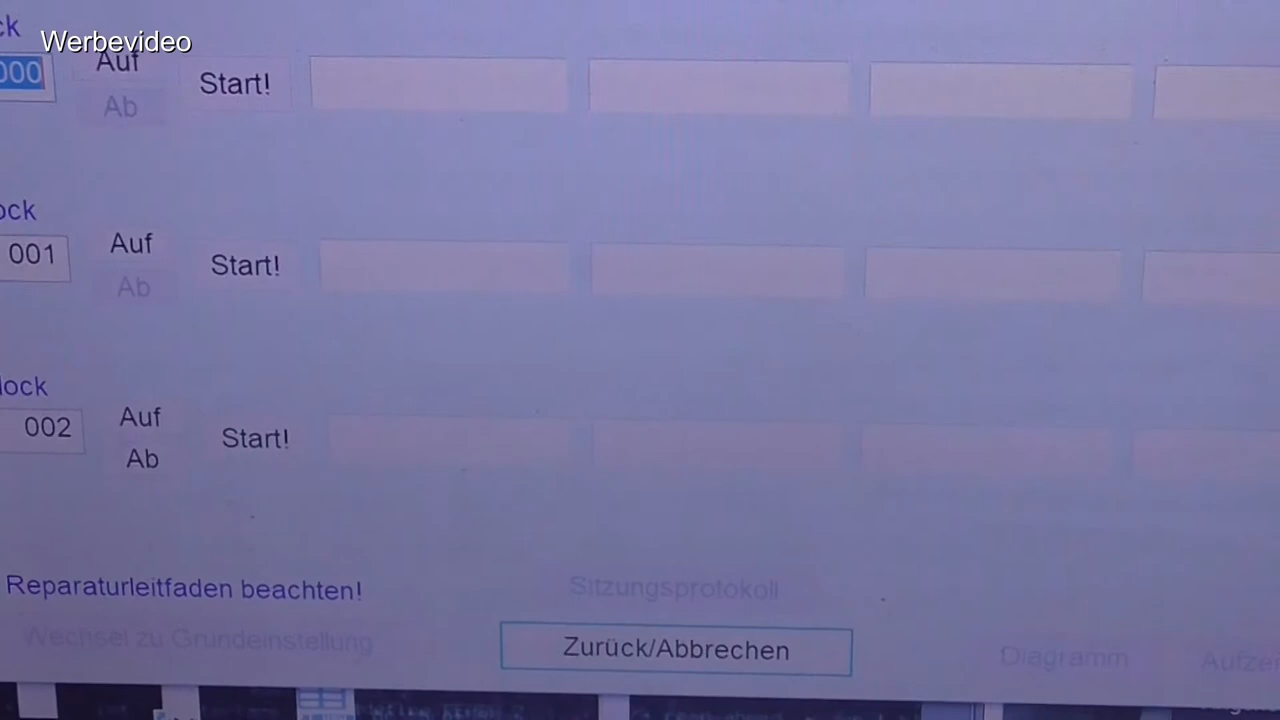 ck
Werbevideo
000
Auf
Start!
Ab
ock
001
Auf
Start!
Ab
lock
002
Auf
Start!
Ab
Reparaturleitfaden beachten!
Sitzungsprotokoll
Wechsel zu Grundeinstellung
Zurück/Abbrechen
Diagramm
Aufze